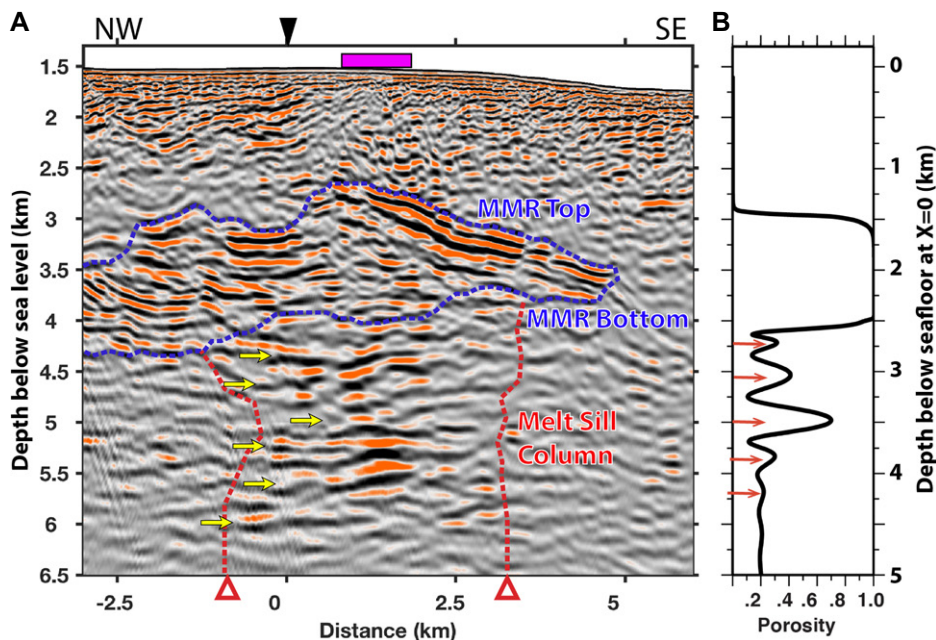 A
NW
SE
B
1.5
2
2.5
3
3.5
4
4.5
5
5.5
6
6.5
Depth below sea level (km)
MMR Top
MMR Bottom
Melt Sill
Column
-2.5
0
2.5
5
Distance (km)
0
1
2
3
4
5
Depth below seafloor at X=0 (km)
.2 .4 .6 .8 1.0
Porosity